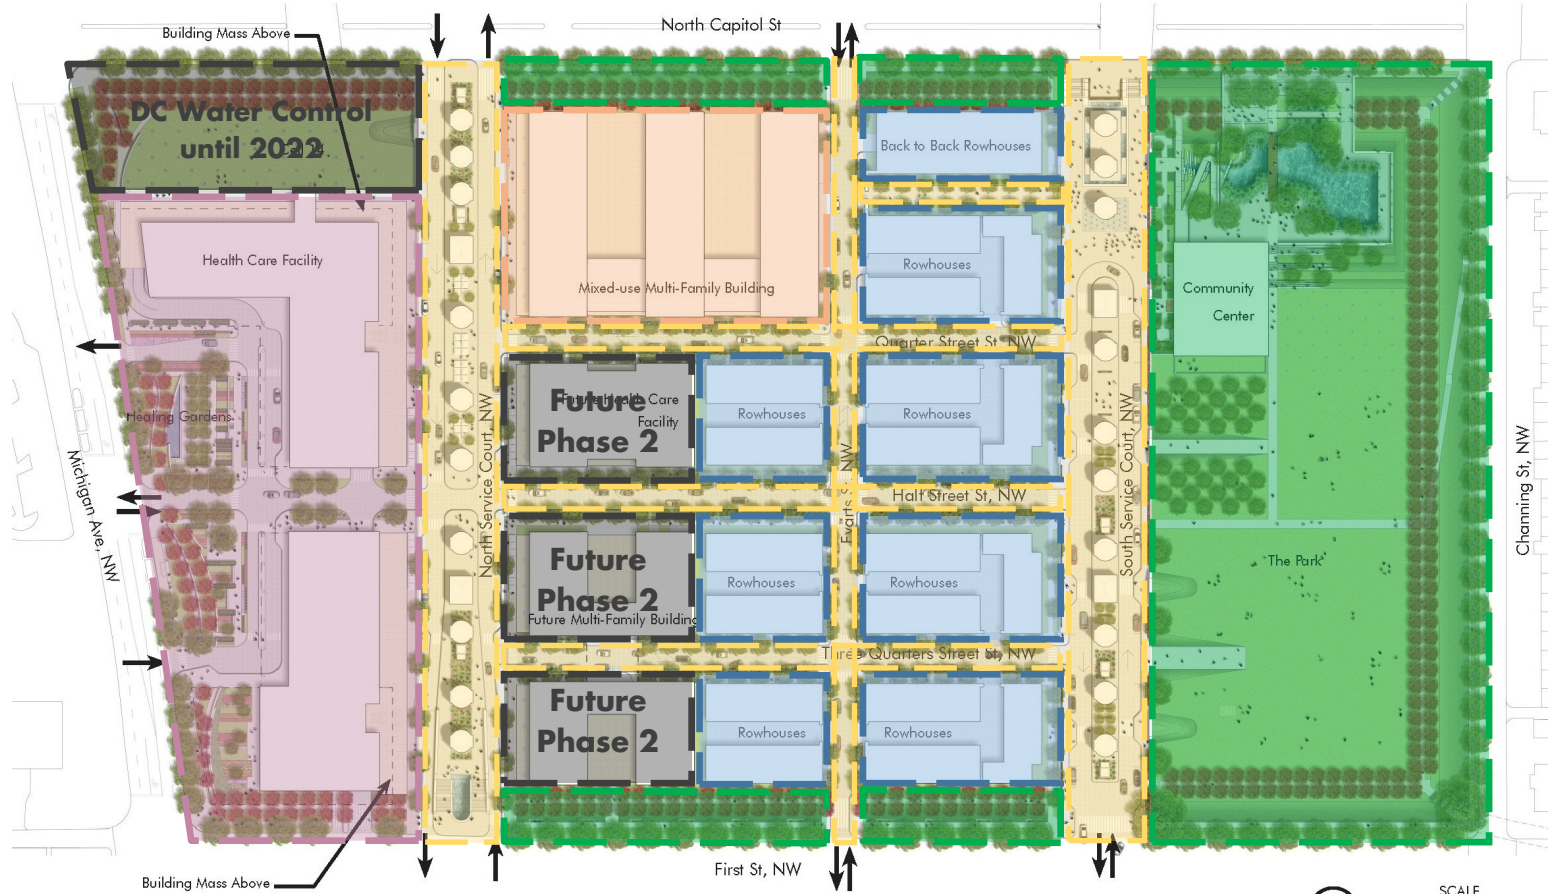 North Capitol St
Building Mass Above
DC Water Control
until 2022
Back to Back Rowhouses
Health Care Facility
Rowhouses
Mixed-use Multi-Family Building
Community
Center
Quarter Street St, NW
Future Health Care
Facility
Future
Phase 2
Rowhouses
Rowhouses
Healing Gardens
North Service Court, NW
Evarts St, NW
South Service Court, NW
Michigan Ave, NW
Channing St, NW
Half Street St, NW
Future
Phase 2
Future Multi-Family Building
Rowhouses
Rowhouses
The Park
Three Quarters Street St, NW
Future
Phase 2
Rowhouses
Rowhouses
First St, NW
Building Mass Above
SCALE